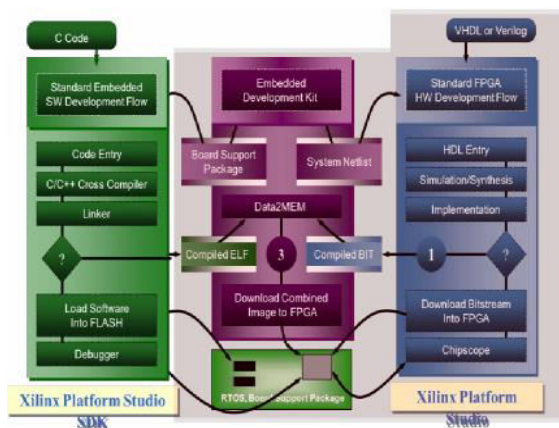 C Code
VHDL or Verilog
Standard Embedded
SW Development Flow
Embedded
Development Kit
Standard FPGA
HW Development Flow
Code Entry
C/C++ Cross Compiler
Linker
?
Board Support
Package
System Netlist
HDL Entry
Simulation/Synthesis
Implementation
?
Data2MEM
Compiled ELF
3
Compiled BIT
1
Load Software
Into FLASH
Debugger
Download Combined
Image to FPGA
Download Bitstream
Into FPGA
Chipscope
RTOS, Board Support Package
Xilinx Platform Studio
SDK
Xilinx Platform
Studio